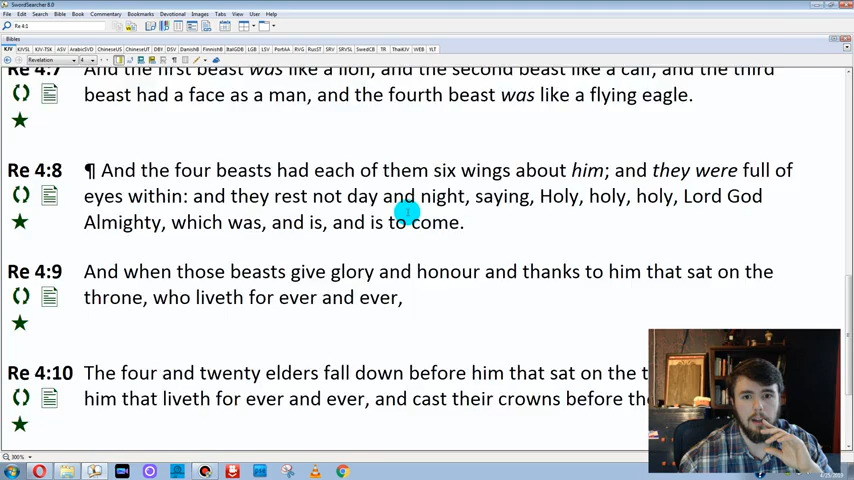 SwordSearcher 8.0
File Edit Search Bible Book Commentaries Bookmarks Devotional Images Tabs View User Help
Re 4:1
Bibles
KJV KJVSL KJV-TSK ASV ArabicSVD ChineseUS ChineseUT DBY DSV DanishB FinnishB ItalGDB LGB LSV PortAA RVG RusST SRV SRVSL SwedCB TR ThaiKJV WEB YLT
Revelation 4
Re 4:7 And the first beast was like a lion, and the second beast like a calf, and the third
beast had a face as a man, and the fourth beast was like a flying eagle.
Re 4:8 ¶ And the four beasts had each of them six wings about him; and they were full of
eyes within: and they rest not day and night, saying, Holy, holy, holy, Lord God
Almighty, which was, and is, and is to come.
Re 4:9 And when those beasts give glory and honour and thanks to him that sat on the
throne, who liveth for ever and ever,
Re 4:10 The four and twenty elders fall down before him that sat on the
him that liveth for ever and ever, and cast their crowns before
300%